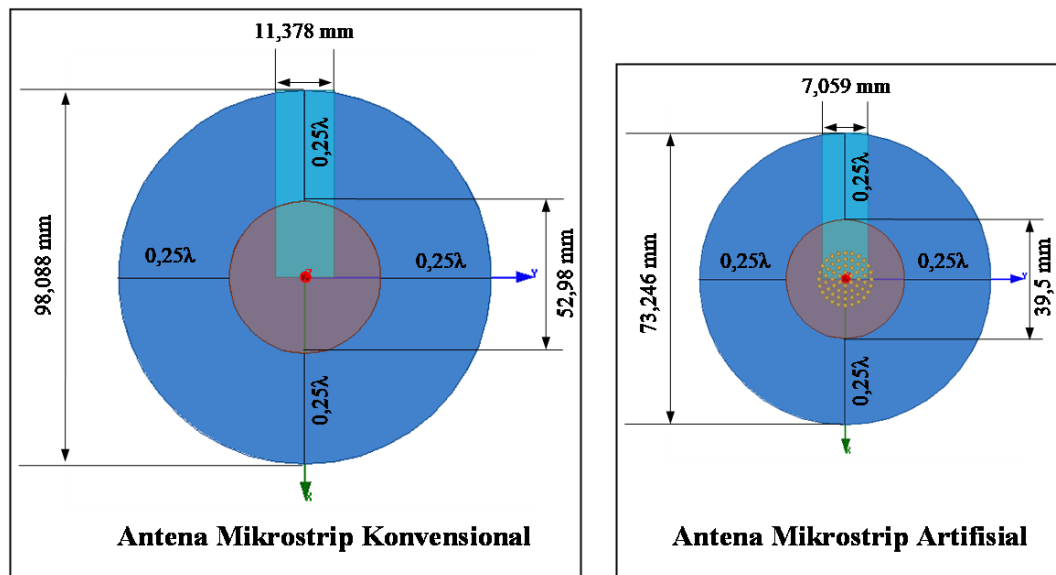 11,378 mm
0,25λ
0,25λ
0,25λ
98,088 mm
52,98 mm
0,25λ
Y
X
Antena Mikrostrip Konvensional
7,059 mm
0,25λ
0,25λ
0,25λ
73,246 mm
39,5 mm
0,25λ
Y
X
Antena Mikrostrip Artifisial